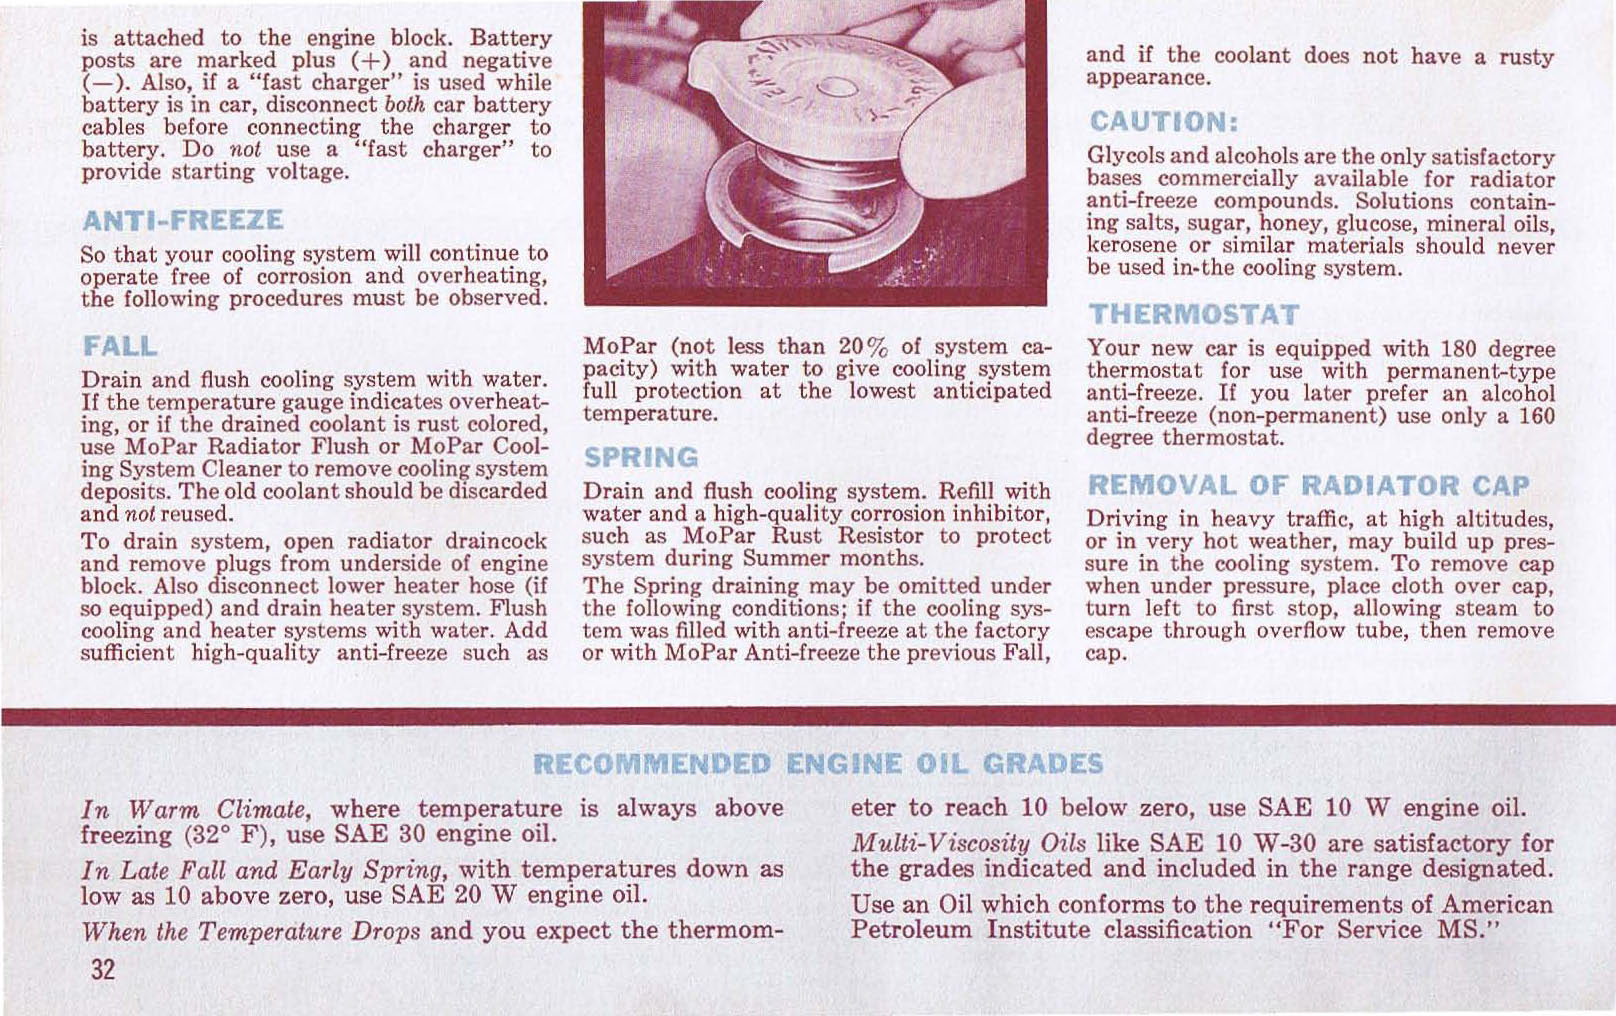 is attached to the engine block. Battery
posts are marked plus (+) and negative
(—). Also, if a “fast charger” is used while
battery is in car, disconnect both car battery
cables before connecting the charger to
battery. Do not use a “fast charger” to
provide starting voltage.
ANTI-FREEZE
So that your cooling system will continue to
operate free of corrosion and overheating,
the following procedures must be observed.
FALL
Drain and flush cooling system with water.
If the temperature gauge indicates overheat-
ing, or if the drained coolant is rust colored,
use MoPar Radiator Flush or MoPar Cool-
ing System Cleaner to remove cooling system
deposits. The old coolant should be discarded
and not reused.
To drain system, open radiator draincock
and remove plugs from underside of engine
block. Also disconnect lower heater hose (if
so equipped) and drain heater system. Flush
cooling and heater systems with water. Add
sufficient high-quality anti-freeze such as
MoPar (not less than 20% of system ca-
pacity) with water to give cooling system
full protection at the lowest anticipated
temperature.
SPRING
Drain and flush cooling system. Refill with
water and a high-quality corrosion inhibitor,
such as MoPar Rust Resistor to protect
system during Summer months.
The Spring draining may be omitted under
the following conditions; if the cooling sys-
tem was filled with anti-freeze at the factory
or with MoPar Anti-freeze the previous Fall,
and if the coolant does not have a rusty
appearance.
CAUTION:
Glycols and alcohols are the only satisfactory
bases commercially available for radiator
anti-freeze compounds. Solutions contain-
ing salts, sugar, honey, glucose, mineral oils,
kerosene or similar materials should never
be used in-the cooling system.
THERMOSTAT
Your new car is equipped with 180 degree
thermostat for use with permanent-type
anti-freeze. If you later prefer an alcohol
anti-freeze (non-permanent) use only a 160
degree thermostat.
REMOVAL OF RADIATOR CAP
Driving in heavy traffic, at high altitudes,
or in very hot weather, may build up pres-
sure in the cooling system. To remove cap
when under pressure, place cloth over cap,
turn left to first stop, allowing steam to
escape through overflow tube, then remove
cap.
RECOMMENDED ENGINE OIL GRADES
In Warm Climate, where temperature is always above
freezing (32° F), use SAE 30 engine oil.
In Late Fall and Early Spring, with temperatures down as
low as 10 above zero, use SAE 20 W engine oil.
When the Temperature Drops and you expect the thermom-
eter to reach 10 below zero, use SAE 10 W engine oil.
Multi-Viscosity Oils like SAE 10 W-30 are satisfactory for
the grades indicated and included in the range designated.
Use an Oil which conforms to the requirements of American
Petroleum Institute classification “For Service MS.”
32